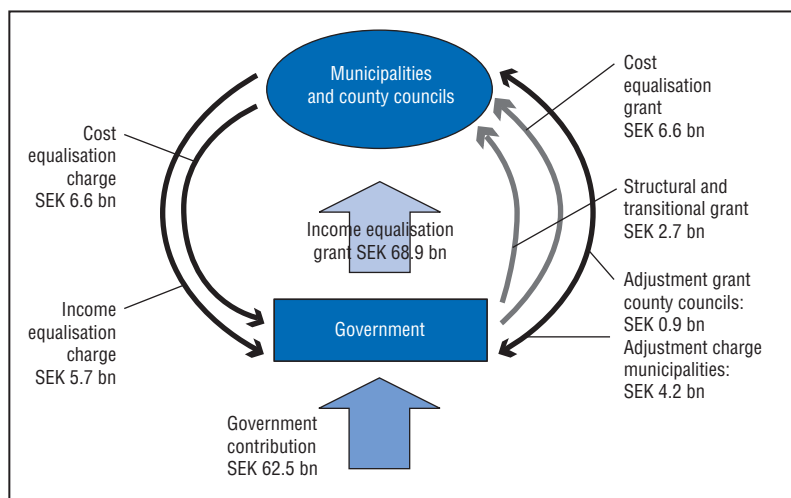 Municipalities
and county councils
Cost
equalisation
grant
SEK 6.6 bn
Cost
equalisation
charge
SEK 6.6 bn
Structural and
transitional grant
SEK 2.7 bn
Income equalisation
grant SEK 68.9 bn
Adjustment grant
county councils:
SEK 0.9 bn
Adjustment charge
municipalities:
SEK 4.2 bn
Income
equalisation
charge
SEK 5.7 bn
Government
Government
contribution
SEK 62.5 bn